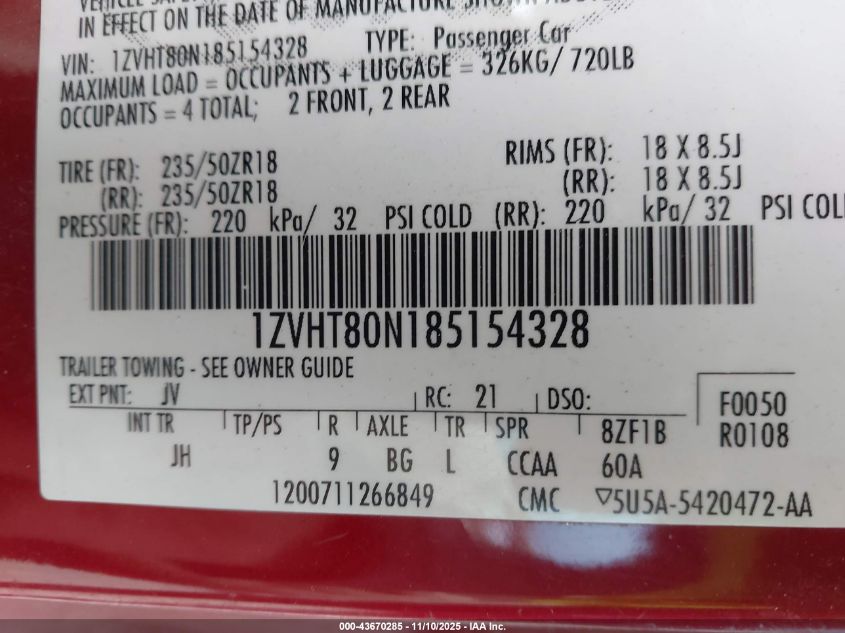 IN EFFECT ON THE DATE OF MANUFACTURE SHOWN
VIN: 1ZVHT80N185154328 TYPE: Passenger Car
MAXIMUM LOAD = OCCUPANTS + LUGGAGE = 326KG/ 720LB
OCCUPANTS = 4 TOTAL; 2 FRONT, 2 REAR
TIRE (FR): 235/50ZR18 RIMS (FR): 18 X 8.5J
(RR): 235/50ZR18 (RR): 18 X 8.5J
PRESSURE (FR): 220 kPa/ 32 PSI COLD (RR): 220 kPa/ 32 PSI COL
1ZVHT80N185154328
TRAILER TOWING - SEE OWNER GUIDE
EXT PNT: JV RC: 21 DSO: F0050
INT TR TP/PS R AXLE TR SPR 8ZF1B R0108
JH 9 BG L CCAA 60A
1200711266849 CMC ▽5U5A-5420472-AA
000-43670285 - 11/10/2025 - IAA Inc.